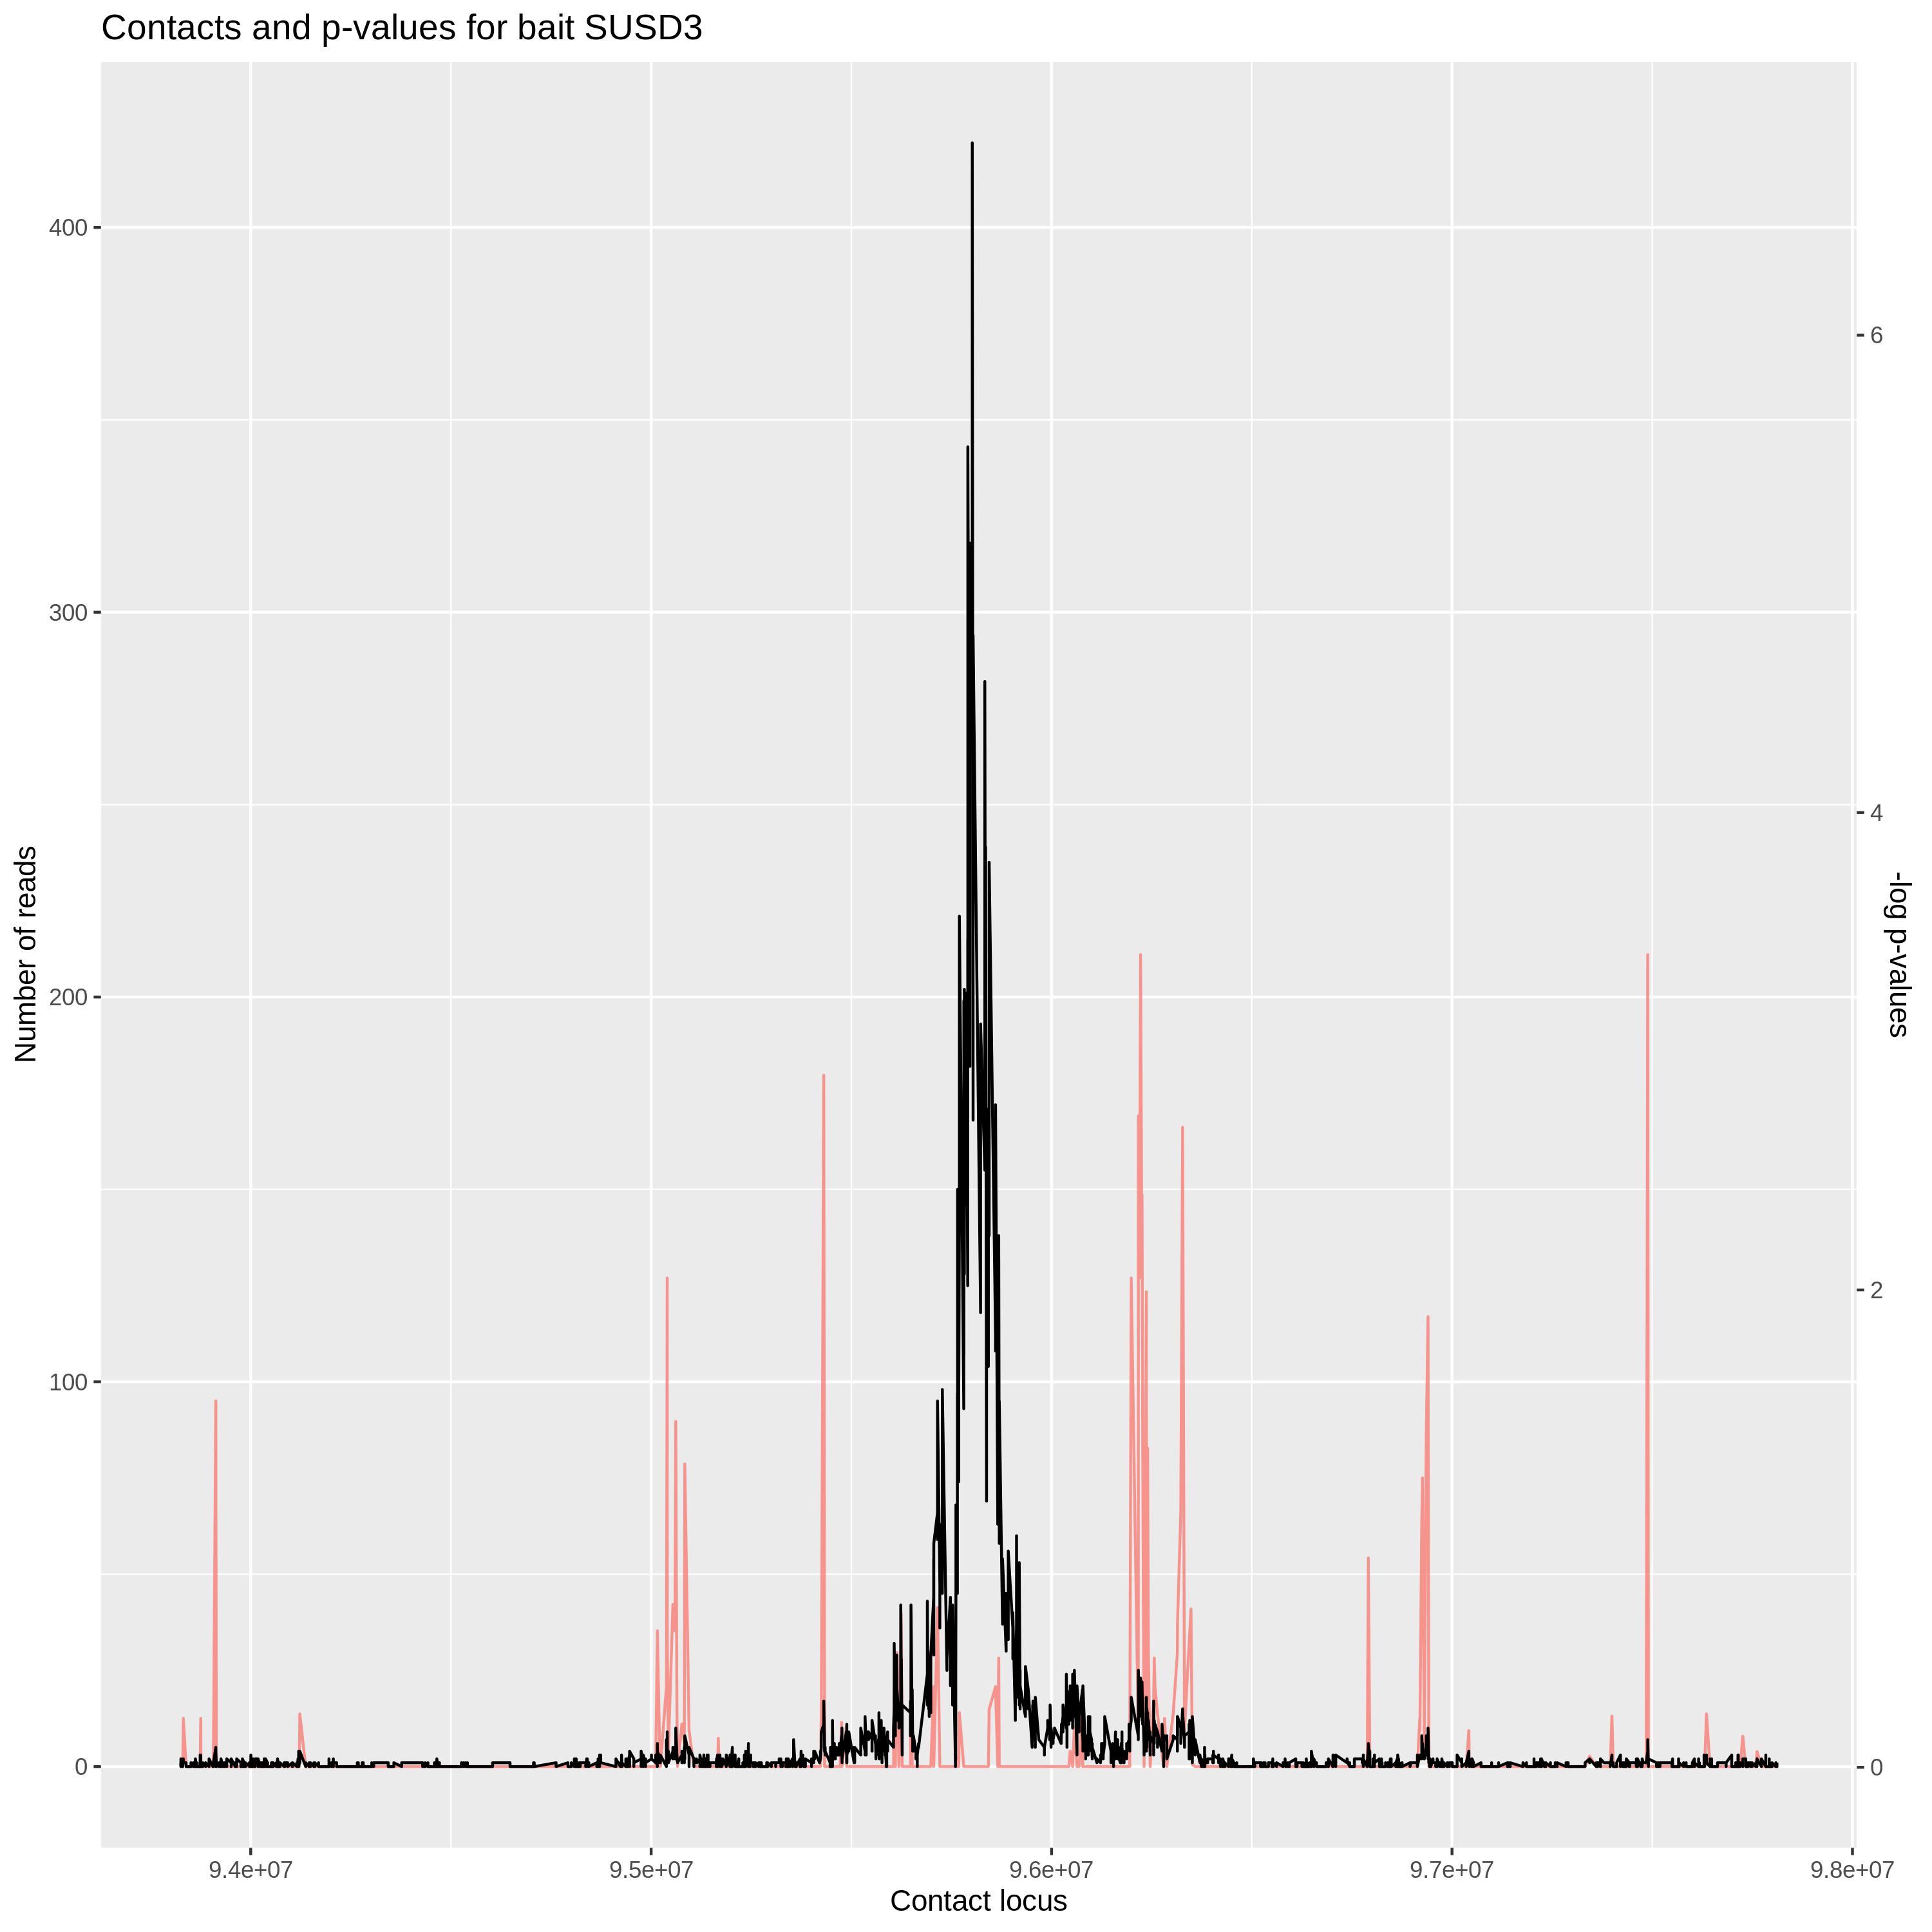 Contacts and p-values for bait SUSD3
Number of reads
400
300
200
100
0
6
4
2
0
-log p-values
9.4e+07 9.5e+07 9.6e+07 9.7e+07 9.8e+07
Contact locus